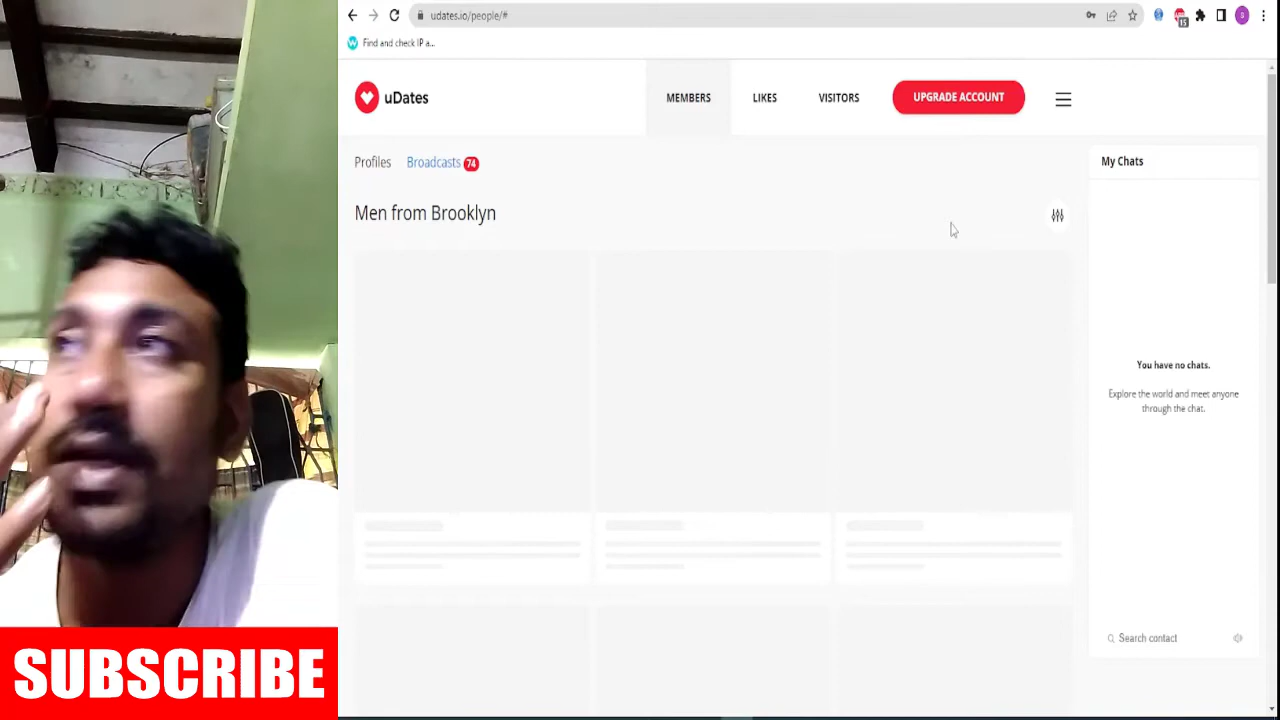 udates.io/people/#
15
S
Find and check IP a...
uDates
MEMBERS
LIKES
VISITORS
UPGRADE ACCOUNT
Profiles
Broadcasts 74
My Chats
Men from Brooklyn
You have no chats.
Explore the world and meet anyone
through the chat.
Search contact
SUBSCRIBE